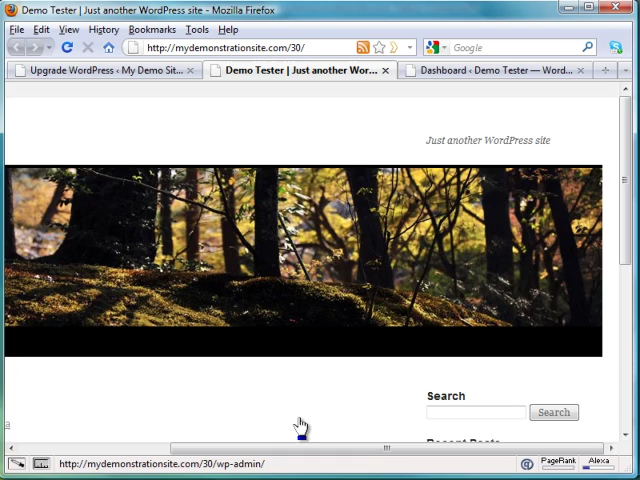 Demo Tester | Just another WordPress site - Mozilla Firefox
File Edit View History Bookmarks Tools Help
http://mydemonstrationsite.com/30/
Google
Upgrade WordPress ‹ My Demo Sit...
Demo Tester | Just another Wor...
Dashboard ‹ Demo Tester — Word...
Just another WordPress site
Search
Search
Recent Posts
http://mydemonstrationsite.com/30/wp-admin/
PageRank
Alexa